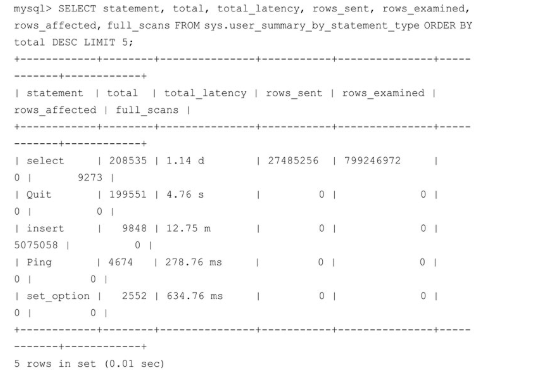 mysql> SELECT statement, total, total_latency, rows_sent, rows_examined,
rows_affected, full_scans FROM sys.user_summary_by_statement_type ORDER BY
total DESC LIMIT 5;
+------------+--------+---------------+-----------+---------------+-----
-------+------------+
| statement | total | total_latency | rows_sent | rows_examined |
rows_affected | full_scans |
+------------+--------+---------------+-----------+---------------+-----
-------+------------+
| select | 208535 | 1.14 d | 27485256 | 799246972 |
0 | 9273 |
| Quit | 199551 | 4.76 s | 0 | 0 |
0 | 0 |
| insert | 9848 | 12.75 m | 0 | 0 |
5075058 | 0 |
| Ping | 4674 | 278.76 ms | 0 | 0 |
0 | 0 |
| set_option | 2552 | 634.76 ms | 0 | 0 |
0 | 0 |
+------------+--------+---------------+-----------+---------------+-----
-------+------------+
5 rows in set (0.01 sec)